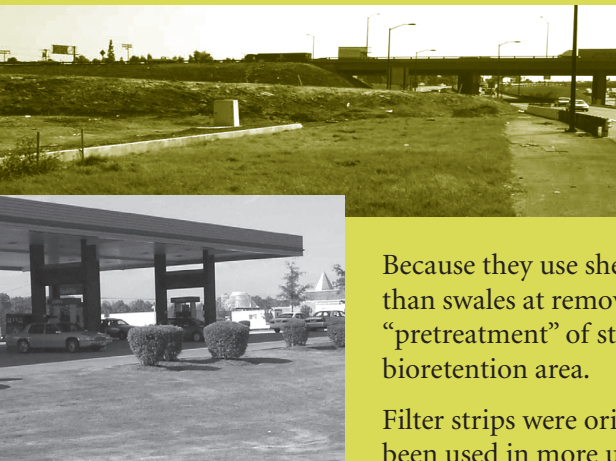 Because they use she
than swales at remov
“pretreatment” of st
bioretention area.
Filter strips were ori
been used in more u